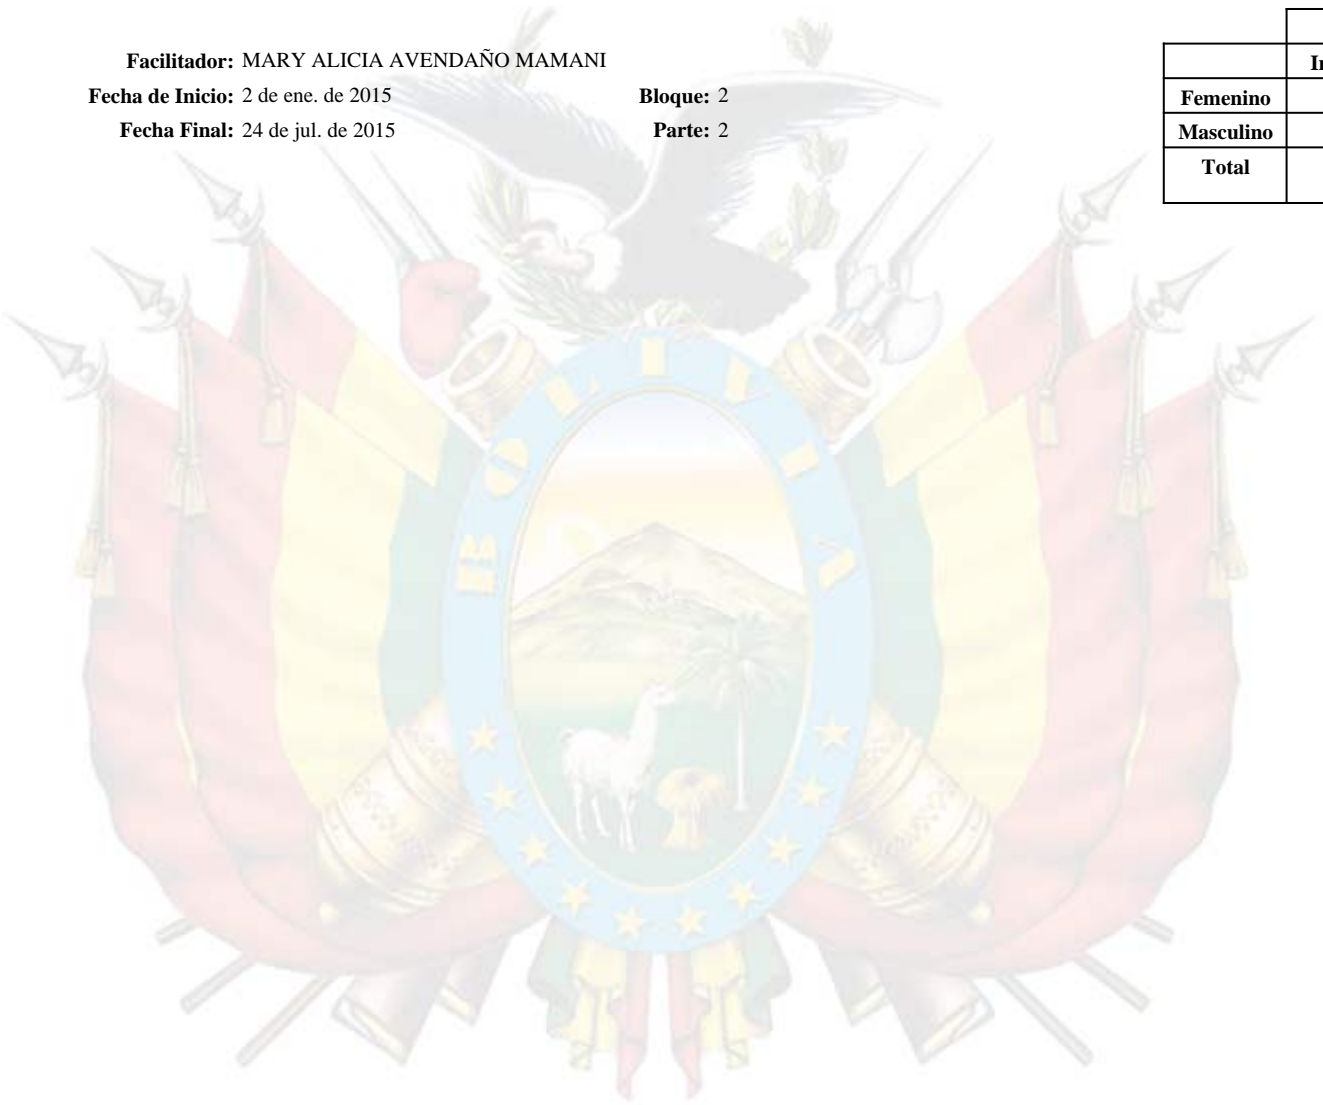 Facilitador: MARY ALICIA AVENDAÑO MAMANI
Fecha de Inicio: 2 de ene. de 2015 Bloque: 2
Fecha Final: 24 de jul. de 2015 Parte: 2
Femenino
Masculino
Total
BOLIVIA